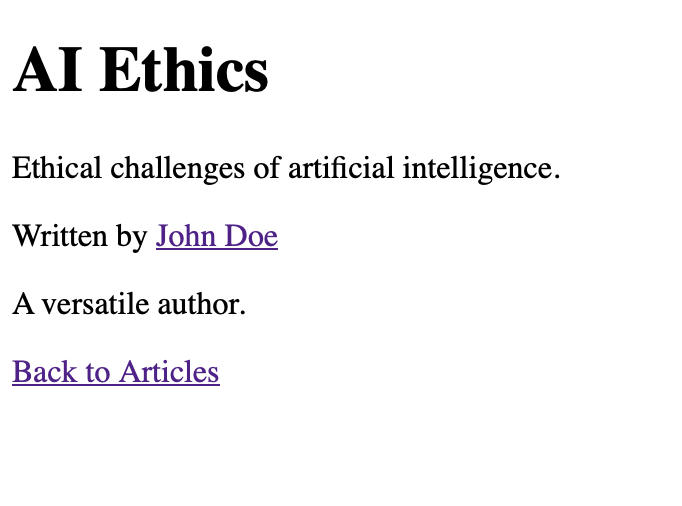 AI Ethics
Ethical challenges of artificial intelligence.
Written by John Doe
A versatile author.
Back to Articles